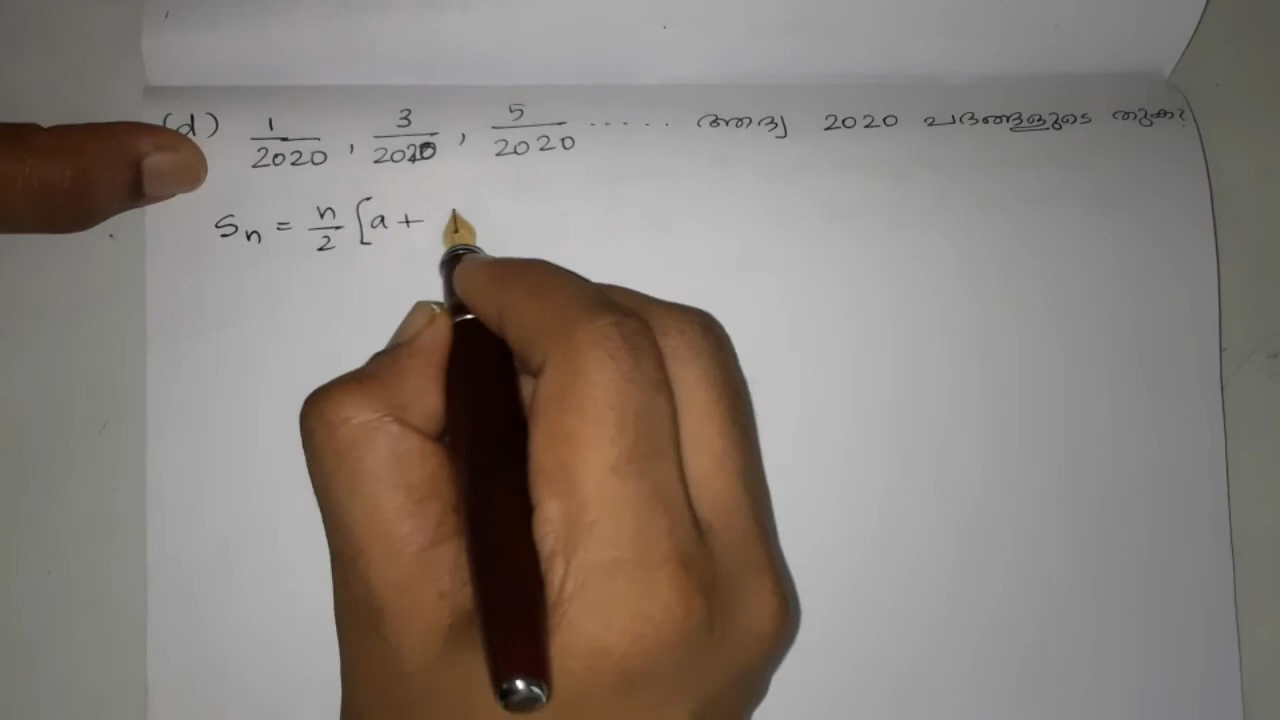 (d) 1/2020 , 3/2020 , 5/2020 ...... ആദ്യ 2020 പദങ്ങളുടെ തുക?
Sn = n/2 [a +